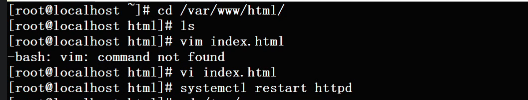 [root@localhost ~]# cd /var/www/html/
[root@localhost html]# ls
[root@localhost html]# vim index.html
-bash: vim: command not found
[root@localhost html]# vi index.html
[root@localhost html]# systemctl restart httpd